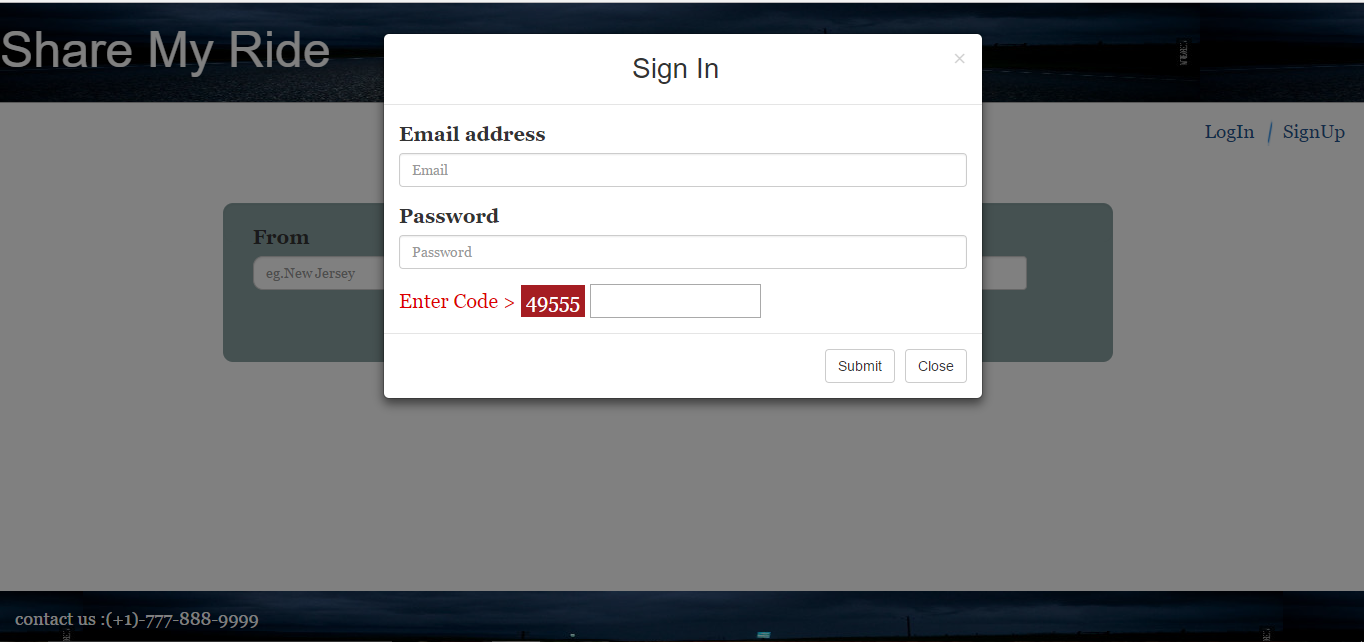 Share My Ride
Sign In
×
LogIn / SignUp
Email address
Email
Password
Password
From
eg.New Jersey
Enter Code > 49555
Submit Close
contact us :(+1)-777-888-9999